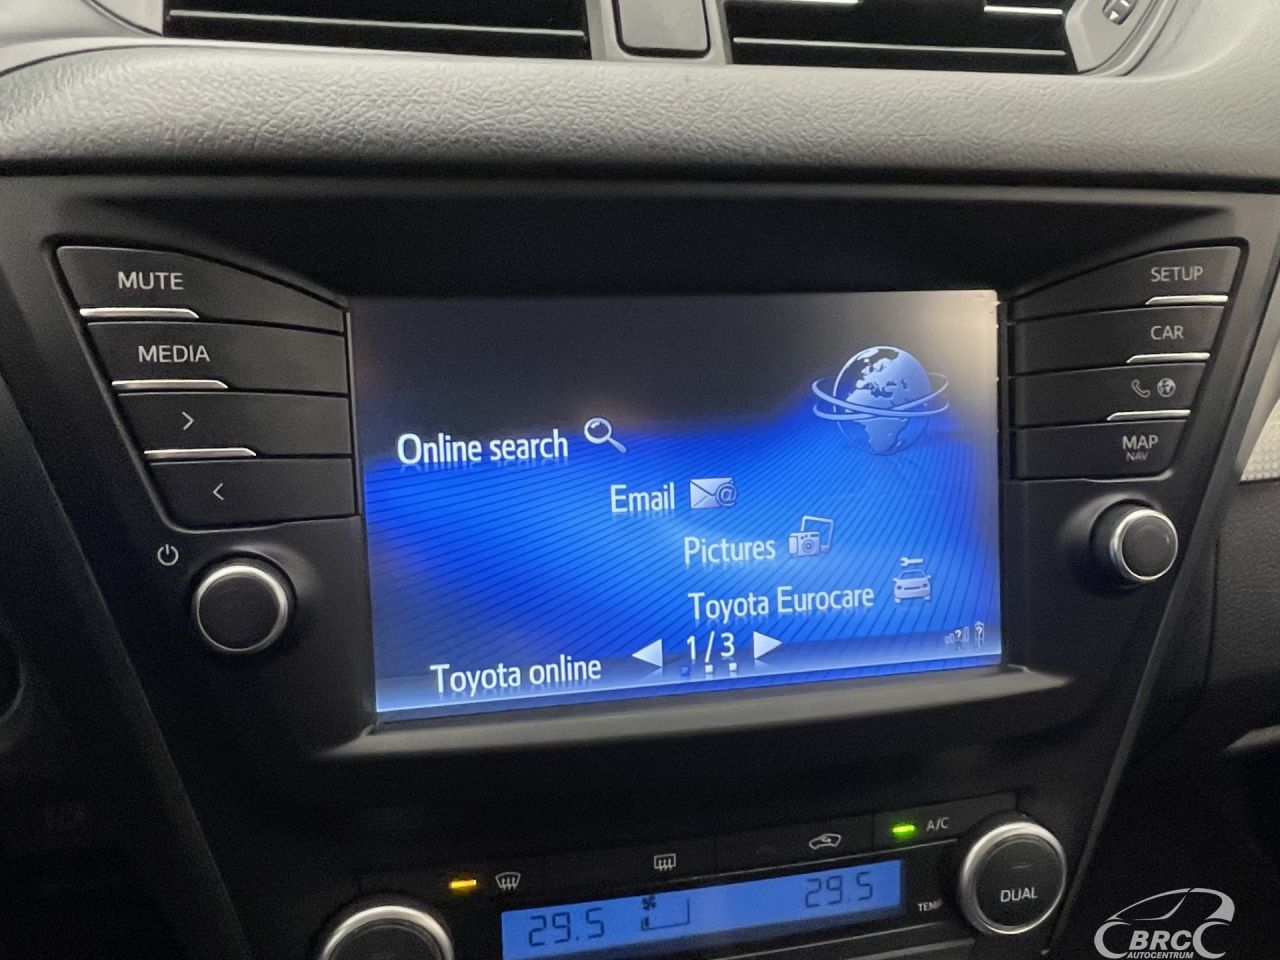 MUTE
MEDIA
>
<
SETUP
CAR
MAP
NAV
Online search
Email
Pictures
Toyota Eurocare
1/3
Toyota online
A/C
29.5
29.5
TEMP
DUAL
BRC
AUTOCENTRUM